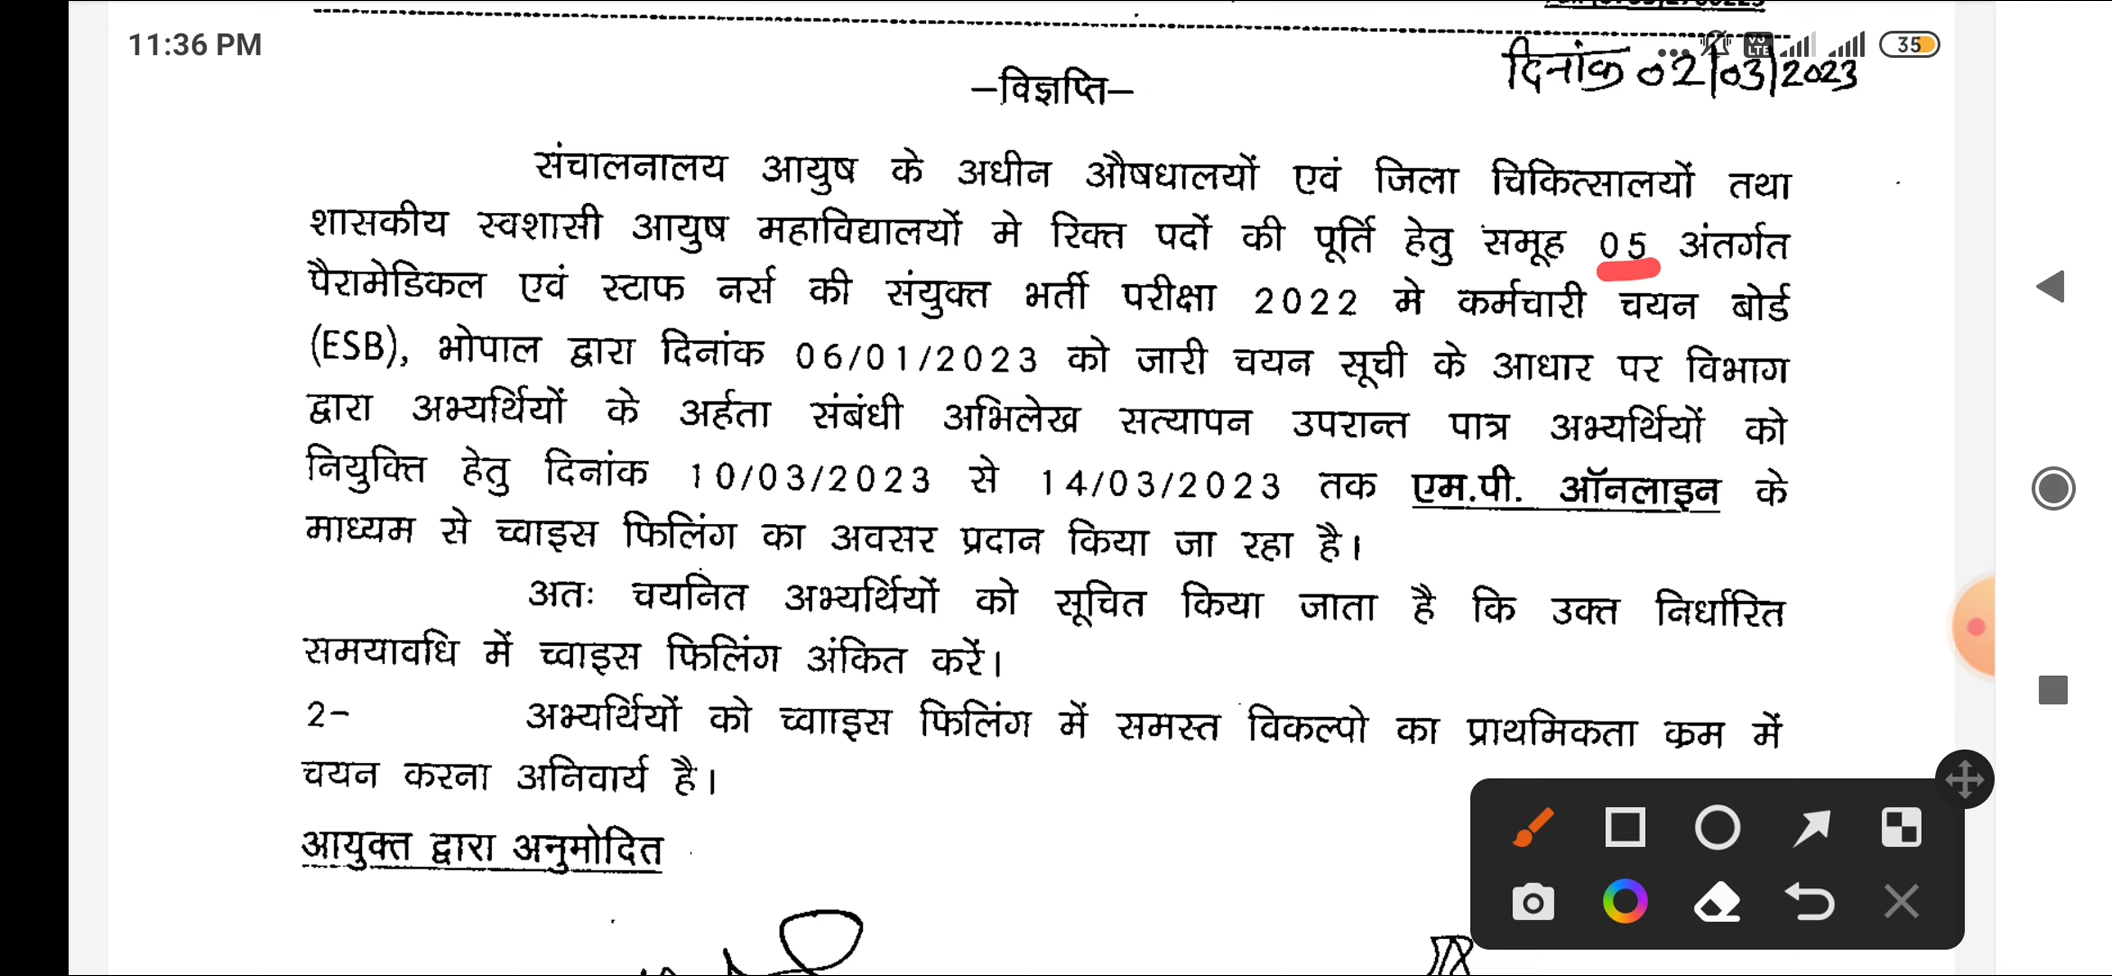 11:36 PM
35
दिनांक 02/03/2023
–विज्ञप्ति–
संचालनालय आयुष के अधीन औषधालयों एवं जिला चिकित्सालयों तथा
शासकीय स्वशासी आयुष महाविद्यालयों मे रिक्त पदों की पूर्ति हेतु समूह 05 अंतर्गत
पैरामेडिकल एवं स्टाफ नर्स की संयुक्त भर्ती परीक्षा 2022 मे कर्मचारी चयन बोर्ड
(ESB), भोपाल द्वारा दिनांक 06/01/2023 को जारी चयन सूची के आधार पर विभाग
द्वारा अभ्यर्थियों के अर्हता संबंधी अभिलेख सत्यापन उपरान्त पात्र अभ्यर्थियों को
नियुक्ति हेतु दिनांक 10/03/2023 से 14/03/2023 तक एम.पी. ऑनलाइन के
माध्यम से च्वाइस फिलिंग का अवसर प्रदान किया जा रहा है।
अतः चयनित अभ्यर्थियों को सूचित किया जाता है कि उक्त निर्धारित
समयावधि में च्वाइस फिलिंग अंकित करें।
2– अभ्यर्थियों को च्वााइस फिलिंग में समस्त विकल्पो का प्राथमिकता क्रम में
चयन करना अनिवार्य है।
आयुक्त द्वारा अनुमोदित